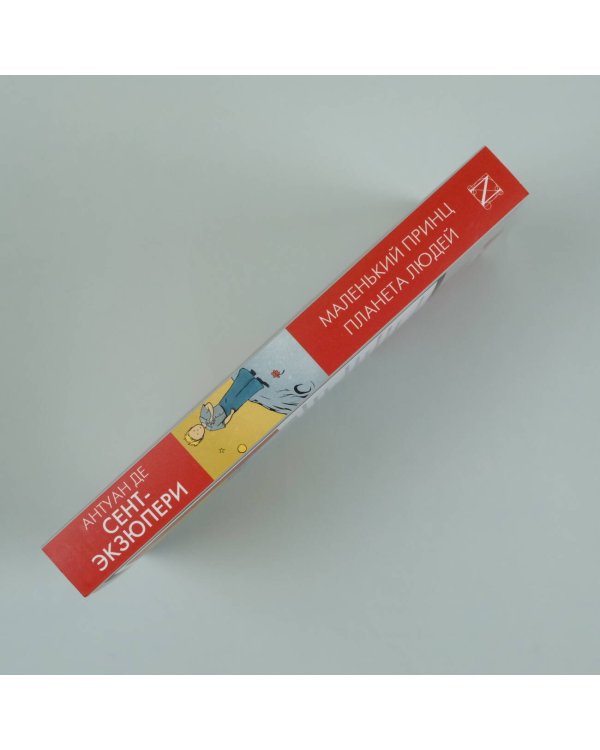 АНТУАН ДЕ
СЕНТ-
ЭКЗЮПЕРИ
МАЛЕНЬКИЙ ПРИНЦ
ПЛАНЕТА ЛЮДЕЙ